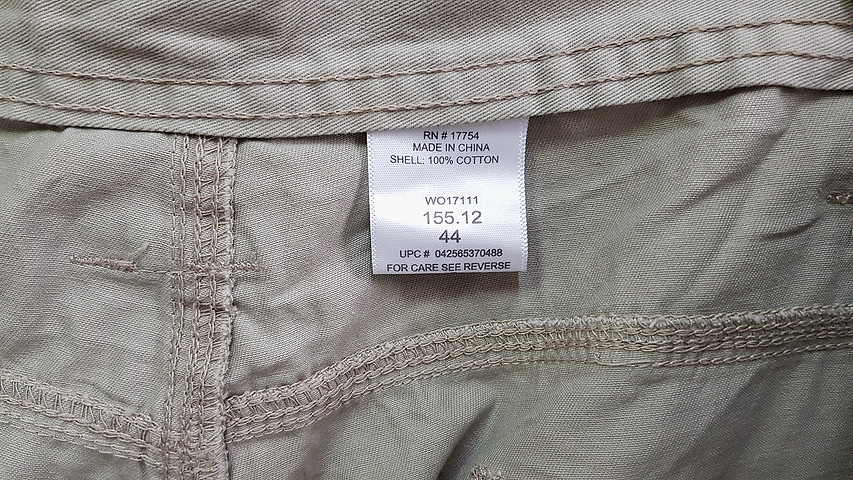 RN # 17754
MADE IN CHINA
SHELL: 100% COTTON
WO17111
155.12
44
UPC # 042565370488
FOR CARE SEE REVERSE